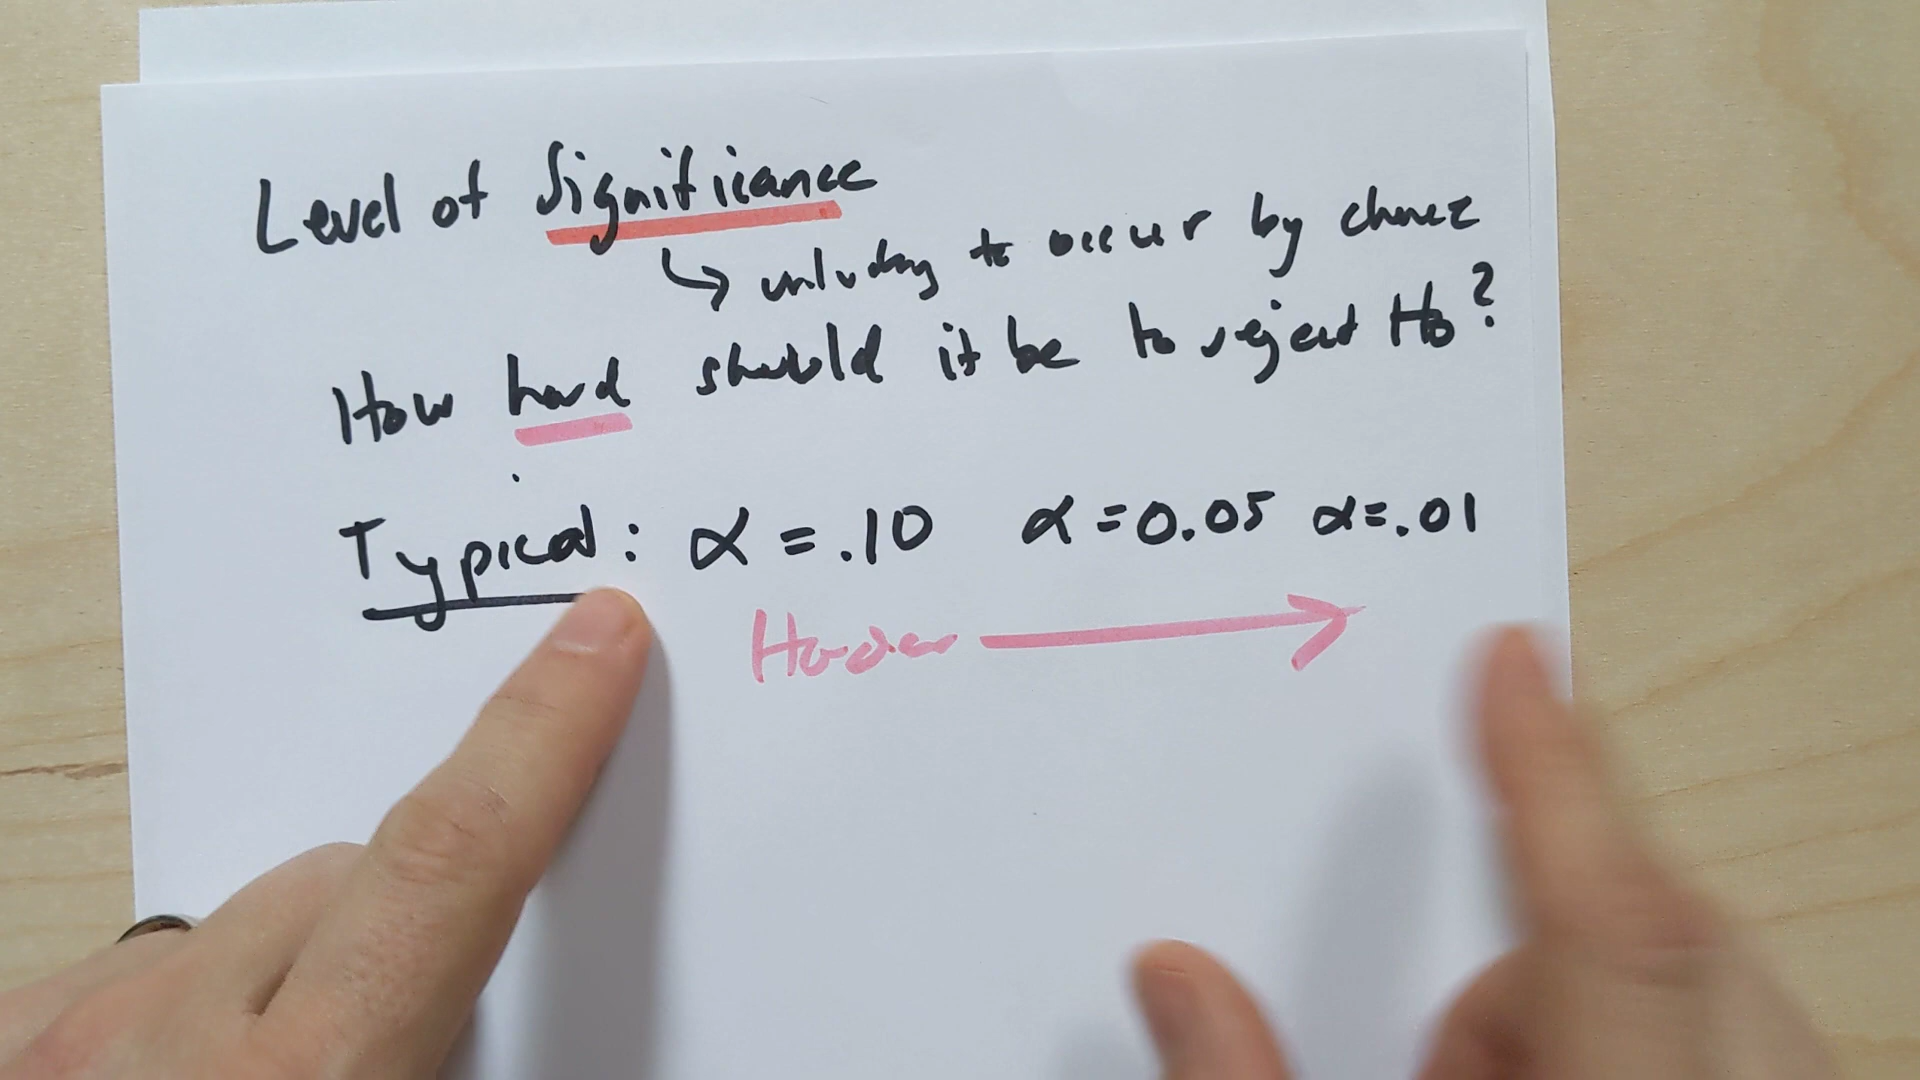 Level of Significance
↳ unlikely to occur by chance
How hard should it be to reject Ho?
Typical: α = .10 α = 0.05 α = .01
Harder →